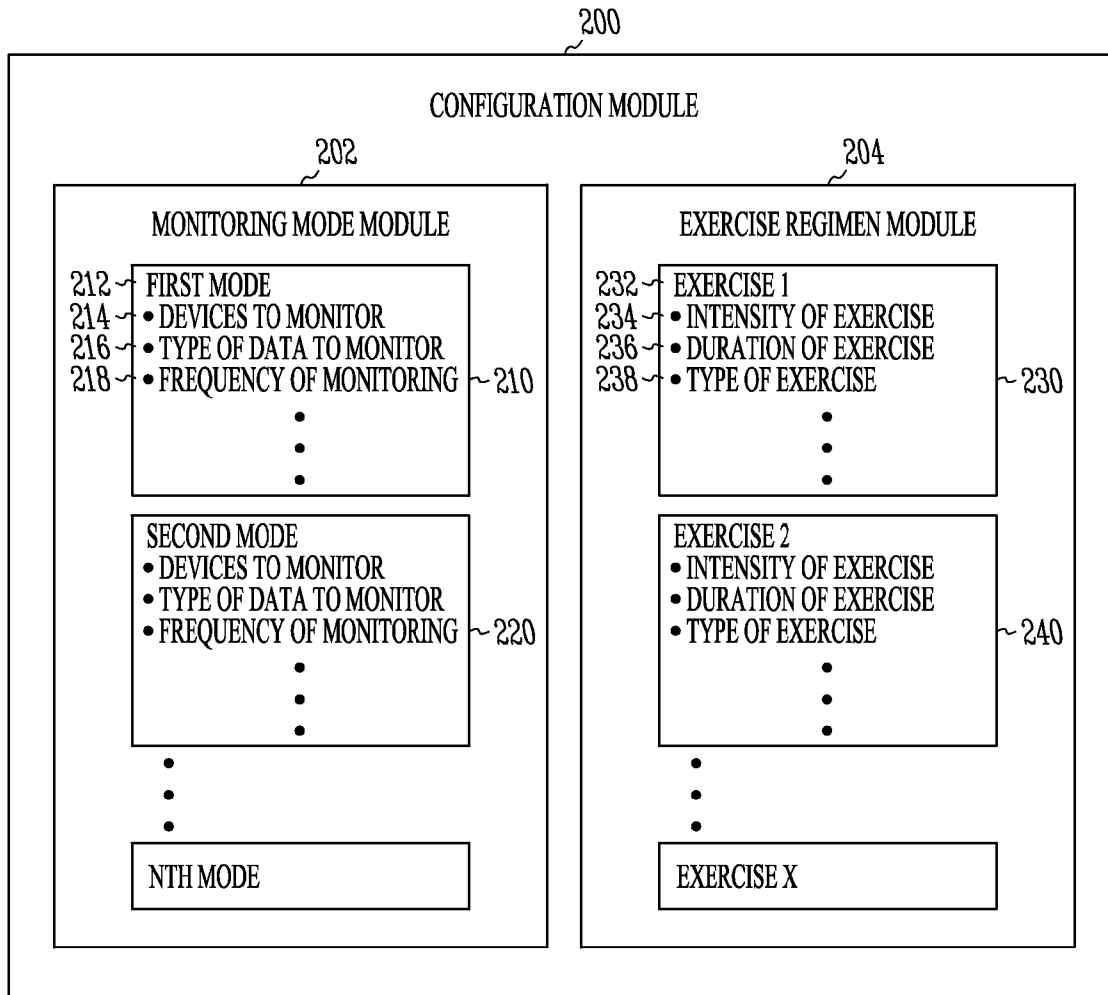 200
CONFIGURATION MODULE
202
MONITORING MODE MODULE
212 FIRST MODE
214 • DEVICES TO MONITOR
216 • TYPE OF DATA TO MONITOR
218 • FREQUENCY OF MONITORING 210
SECOND MODE
• DEVICES TO MONITOR
• TYPE OF DATA TO MONITOR
• FREQUENCY OF MONITORING 220
NTH MODE
204
EXERCISE REGIMEN MODULE
232 EXERCISE 1
234 • INTENSITY OF EXERCISE
236 • DURATION OF EXERCISE
238 • TYPE OF EXERCISE 230
EXERCISE 2
• INTENSITY OF EXERCISE
• DURATION OF EXERCISE
• TYPE OF EXERCISE 240
EXERCISE X